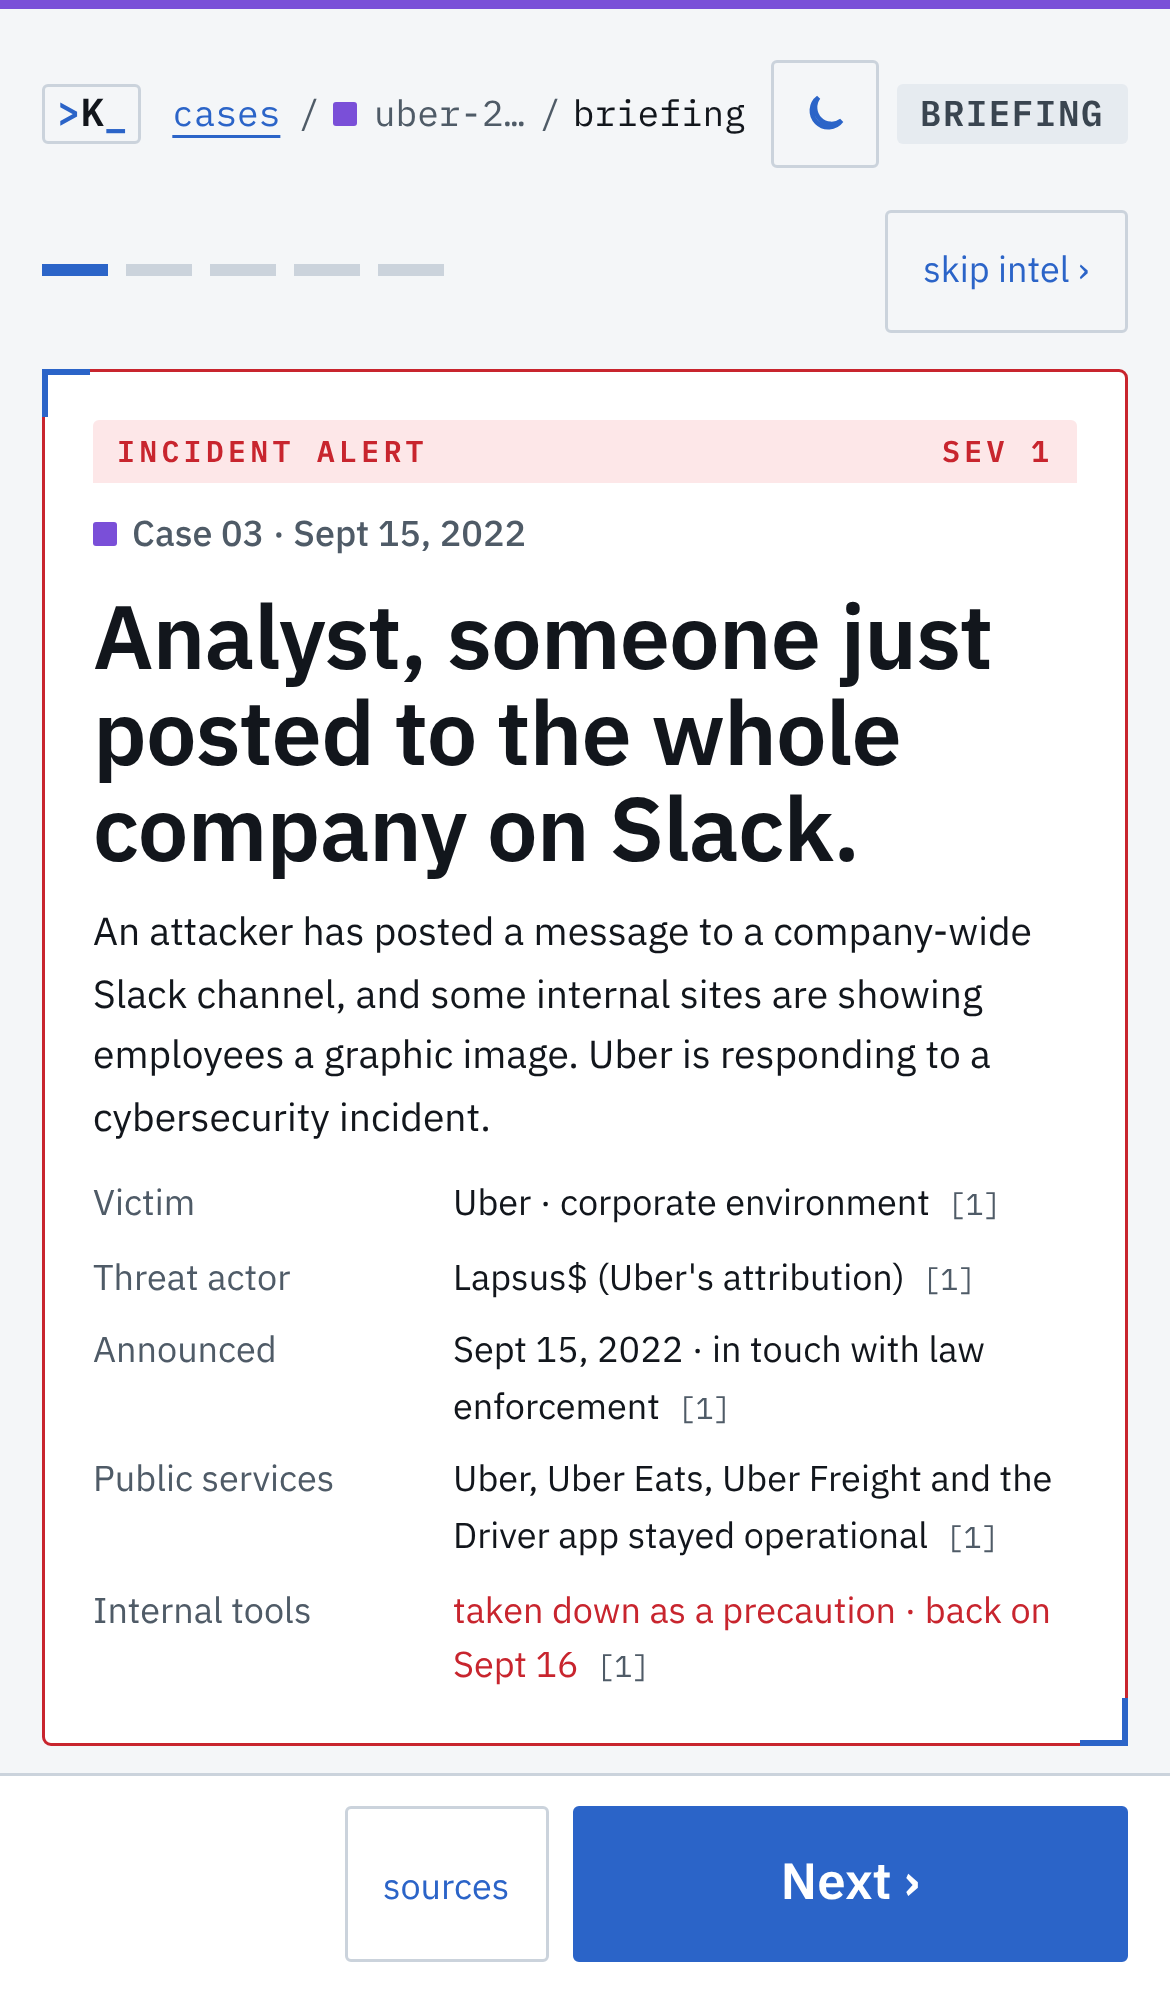 >K_ cases / uber-2… / briefing BRIEFING
skip intel ›
INCIDENT ALERT SEV 1
Case 03 · Sept 15, 2022
Analyst, someone just
posted to the whole
company on Slack.
An attacker has posted a message to a company-wide
Slack channel, and some internal sites are showing
employees a graphic image. Uber is responding to a
cybersecurity incident.
Victim Uber · corporate environment [1]
Threat actor Lapsus$ (Uber's attribution) [1]
Announced Sept 15, 2022 · in touch with law
enforcement [1]
Public services Uber, Uber Eats, Uber Freight and the
Driver app stayed operational [1]
Internal tools taken down as a precaution · back on
Sept 16 [1]
sources Next ›